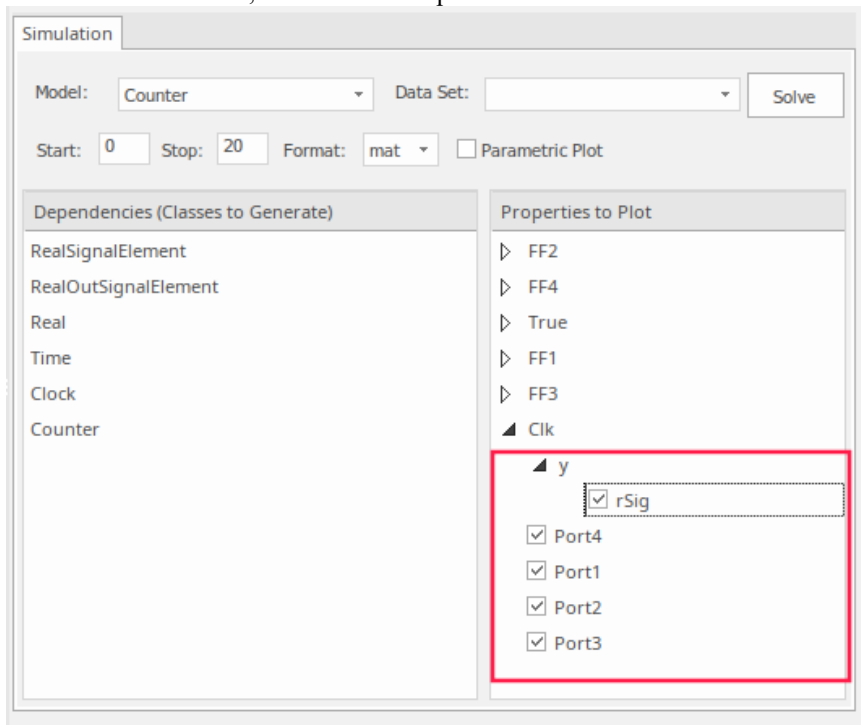 Simulation
Model: Counter Data Set: Solve
Start: 0 Stop: 20 Format: mat Parametric Plot
Dependencies (Classes to Generate)
RealSignalElement
RealOutSignalElement
Real
Time
Clock
Counter
Properties to Plot
FF2
FF4
True
FF1
FF3
Clk
y
rSig
Port4
Port1
Port2
Port3